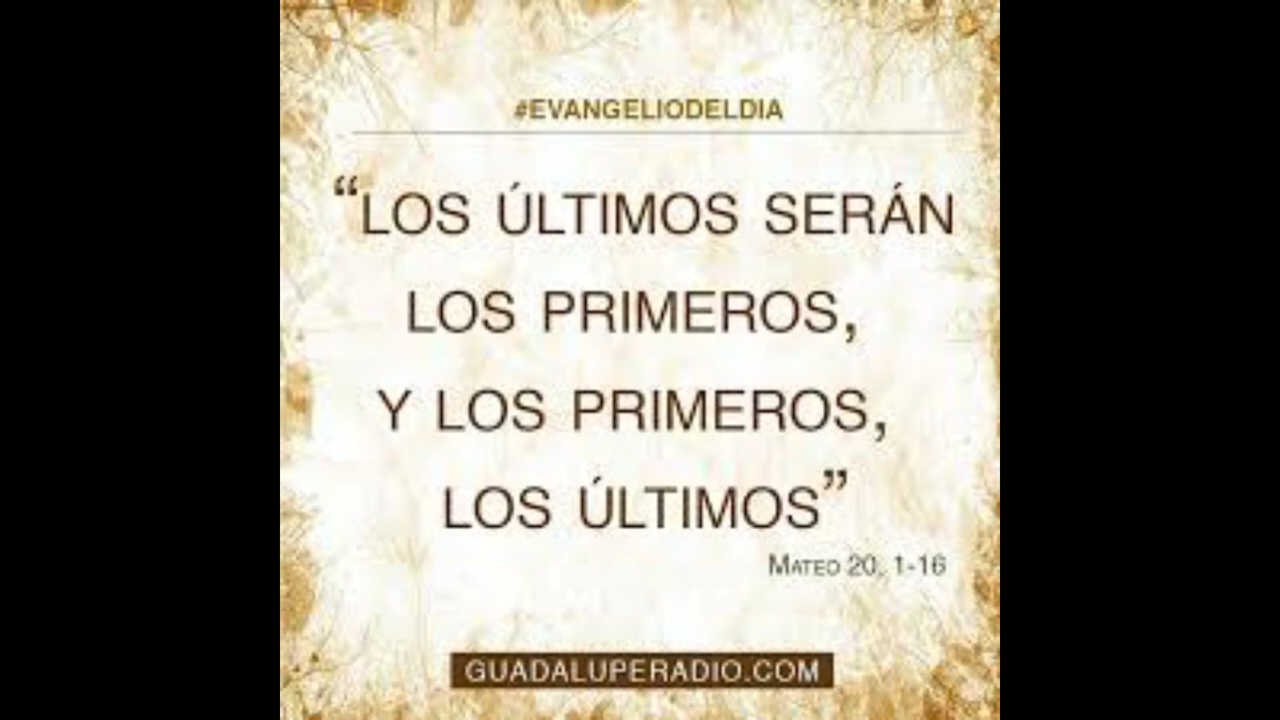 #EVANGELIODELDIA
“LOS ÚLTIMOS SERÁN
LOS PRIMEROS,
Y LOS PRIMEROS,
LOS ÚLTIMOS”
MATEO 20, 1-16
GUADALUPERADIO.COM